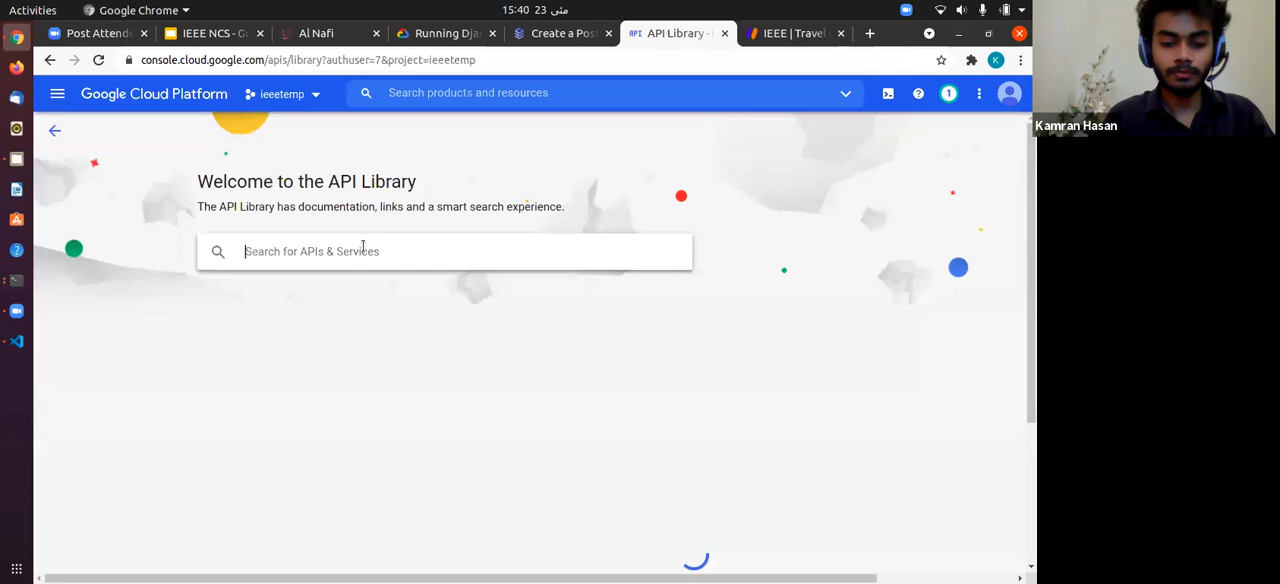 Activities Google Chrome 15:40 23 مئی
Post Attende IEEE NCS - Gu Al Nafi Running Dja Create a Pos API API Library - IEEE | Travel
console.cloud.google.com/apis/library?authuser=7&project=ieeetemp K
Google Cloud Platform ieeetemp Search products and resources 1
Kamran Hasan
Welcome to the API Library
The API Library has documentation, links and a smart search experience.
Search for APIs & Services